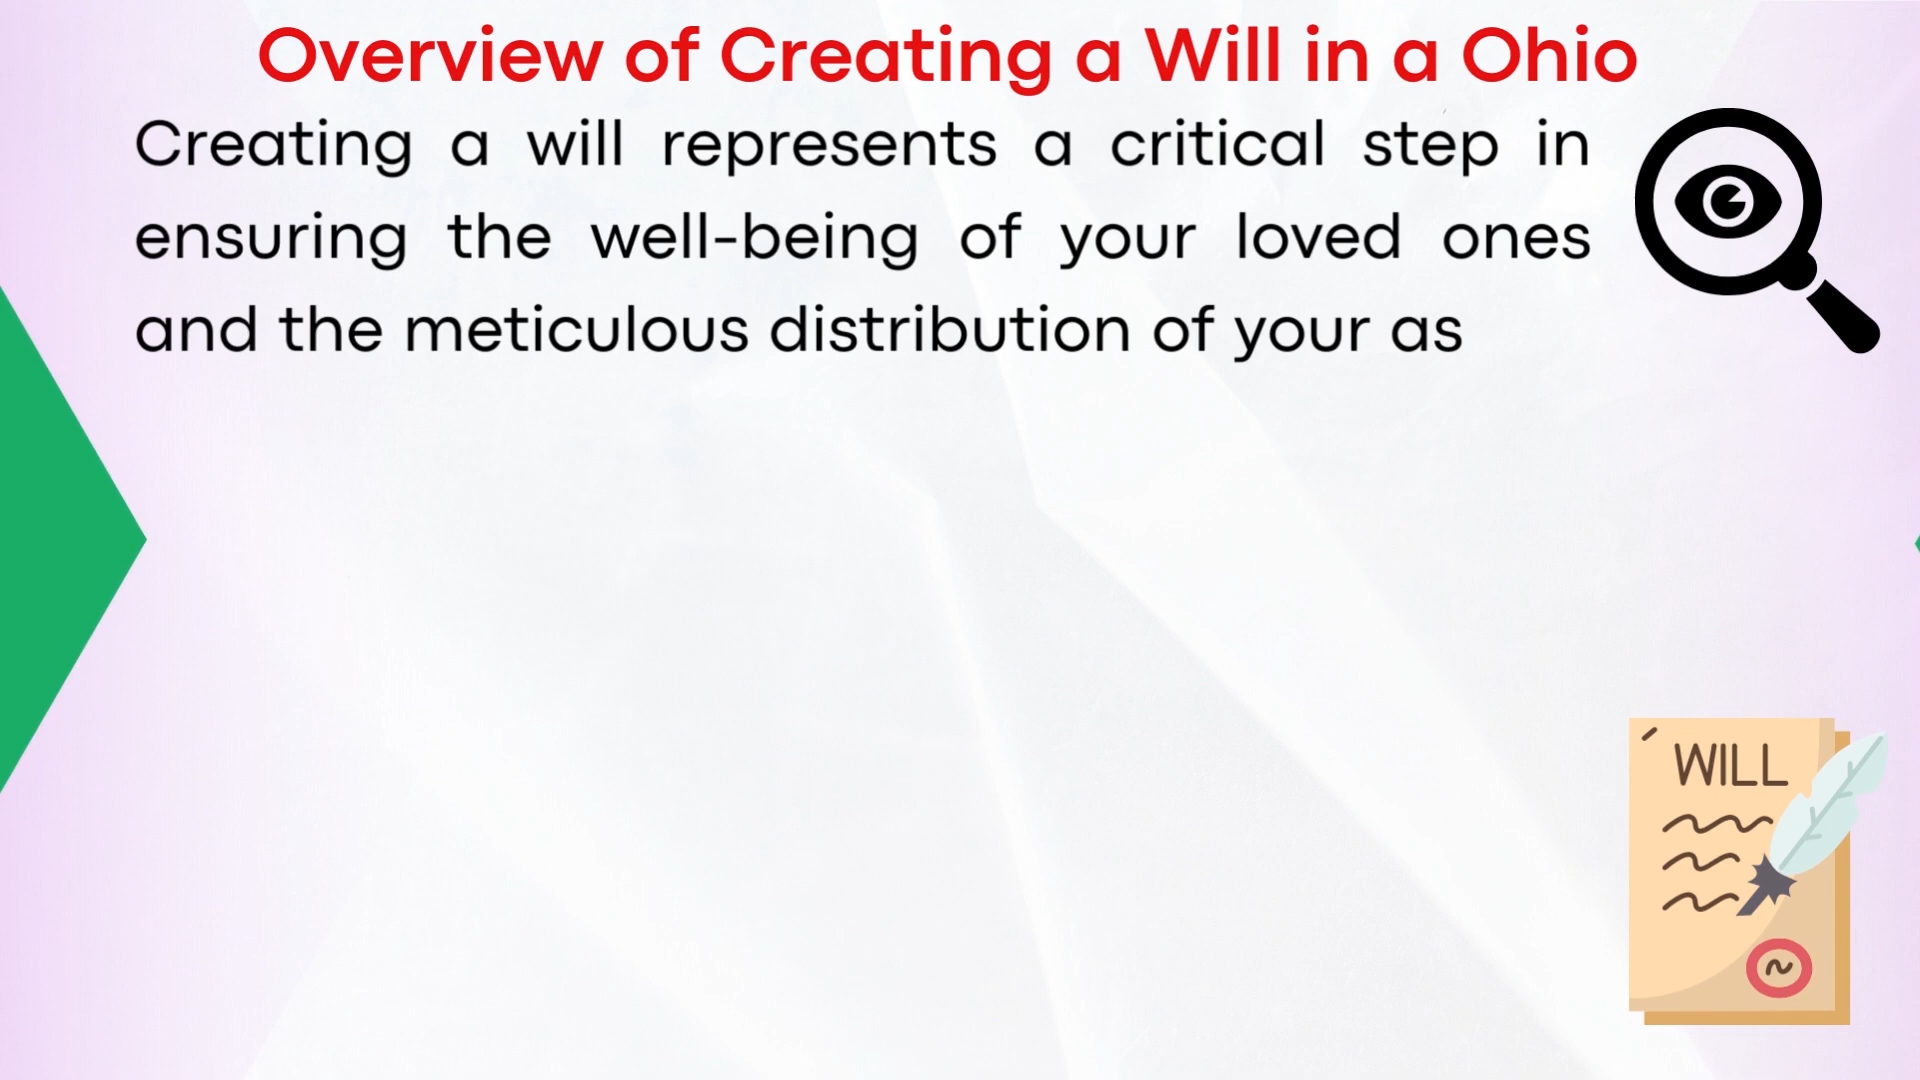 Overview of Creating a Will in a Ohio
Creating a will represents a critical step in
ensuring the well-being of your loved ones
and the meticulous distribution of your as
WILL